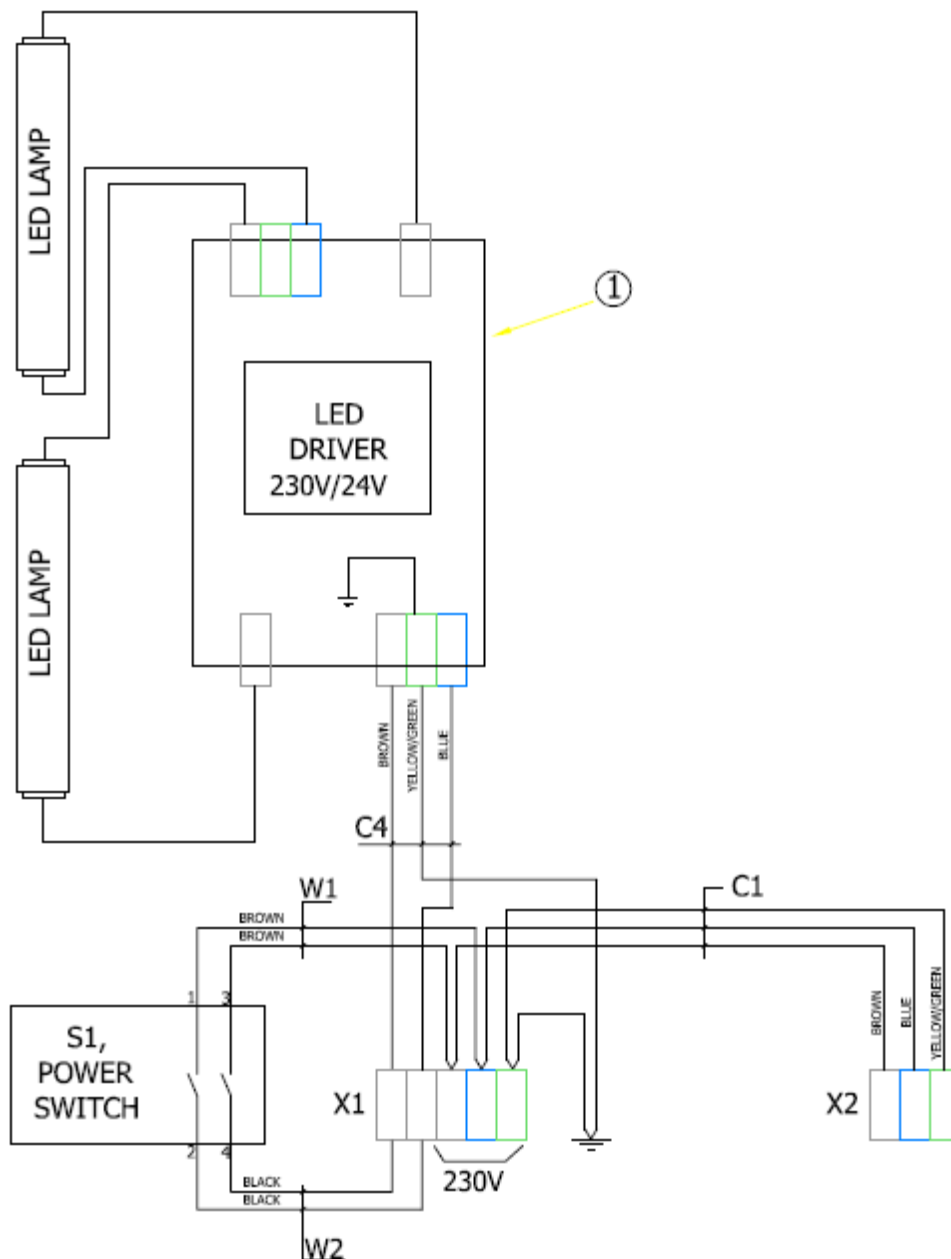 LED LAMP
1
LED
DRIVER
230V/24V
LED LAMP
BROWN
YELLOW/GREEN
BLUE
C4
W1
C1
BROWN
BROWN
BROWN
BLUE
YELLOW/GREEN
1
3
S1,
POWER
SWITCH
X1
X2
2
4
230V
BLACK
BLACK
W2